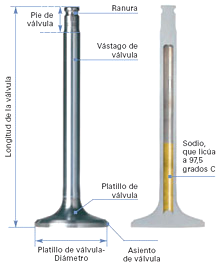 Ranura
Pie de
válvula
Vástago de
válvula
Longitud de la válvula
Sodio,
que licúa
a 97,5
grados C
Platillo de
válvula
Platillo de válvula-
Diámetro
Asiento
de válvula